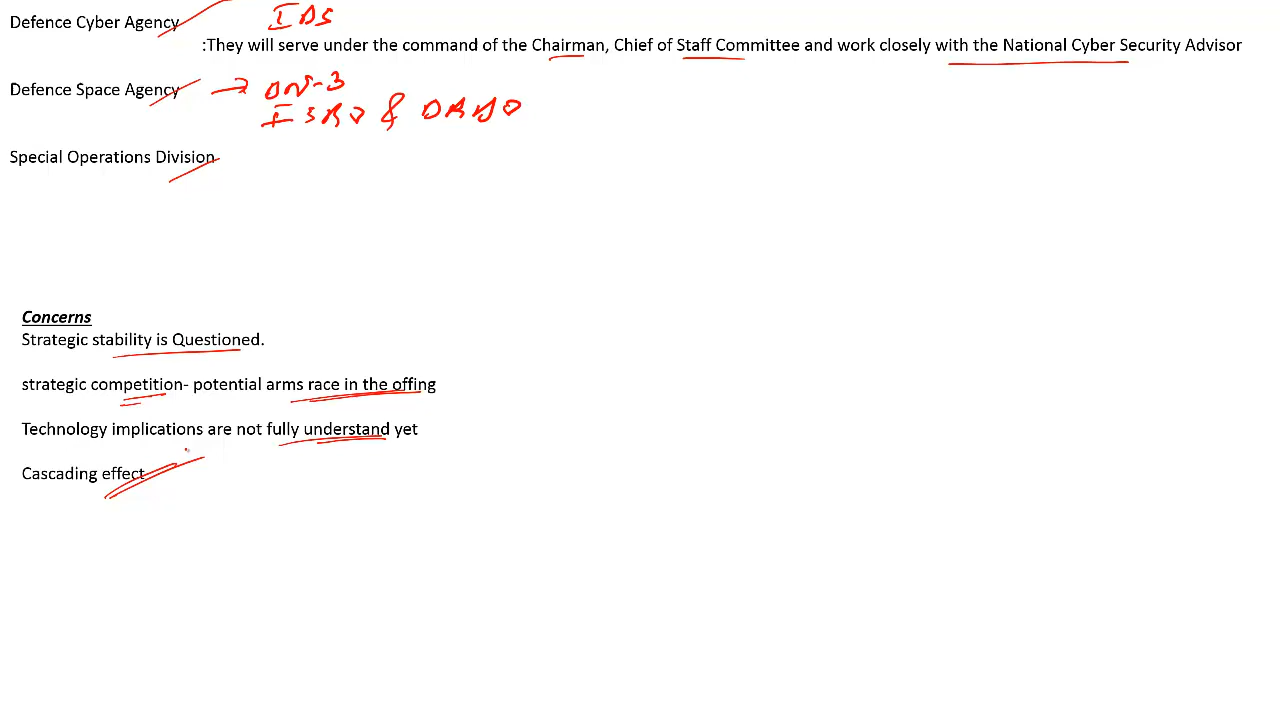 Defence Cyber Agency
IDS
:They will serve under the command of the Chairman, Chief of Staff Committee and work closely with the National Cyber Security Advisor
Defence Space Agency
ISRO & DRDO
Special Operations Division
Concerns
Strategic stability is Questioned.
strategic competition- potential arms race in the offing
Technology implications are not fully understand yet
Cascading effect